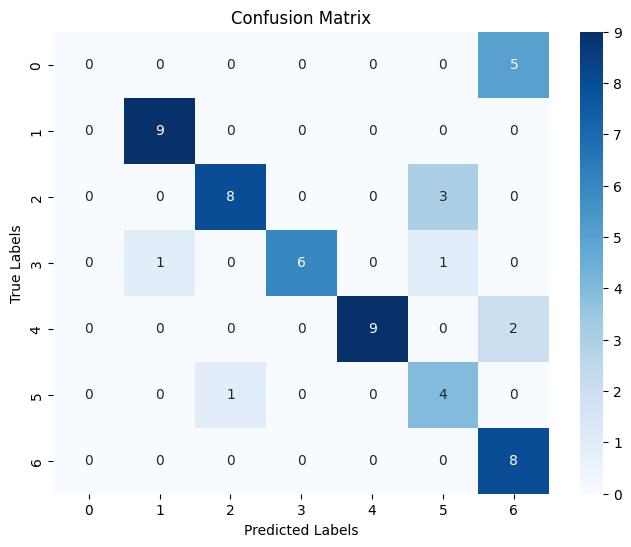 Confusion Matrix
True Labels
0 0 0 0 0 0 0 5
1 0 9 0 0 0 0 0
2 0 0 8 0 0 3 0
3 0 1 0 6 0 1 0
4 0 0 0 0 9 0 2
5 0 0 1 0 0 4 0
6 0 0 0 0 0 0 8
0 1 2 3 4 5 6
Predicted Labels
9
8
7
6
5
4
3
2
1
0